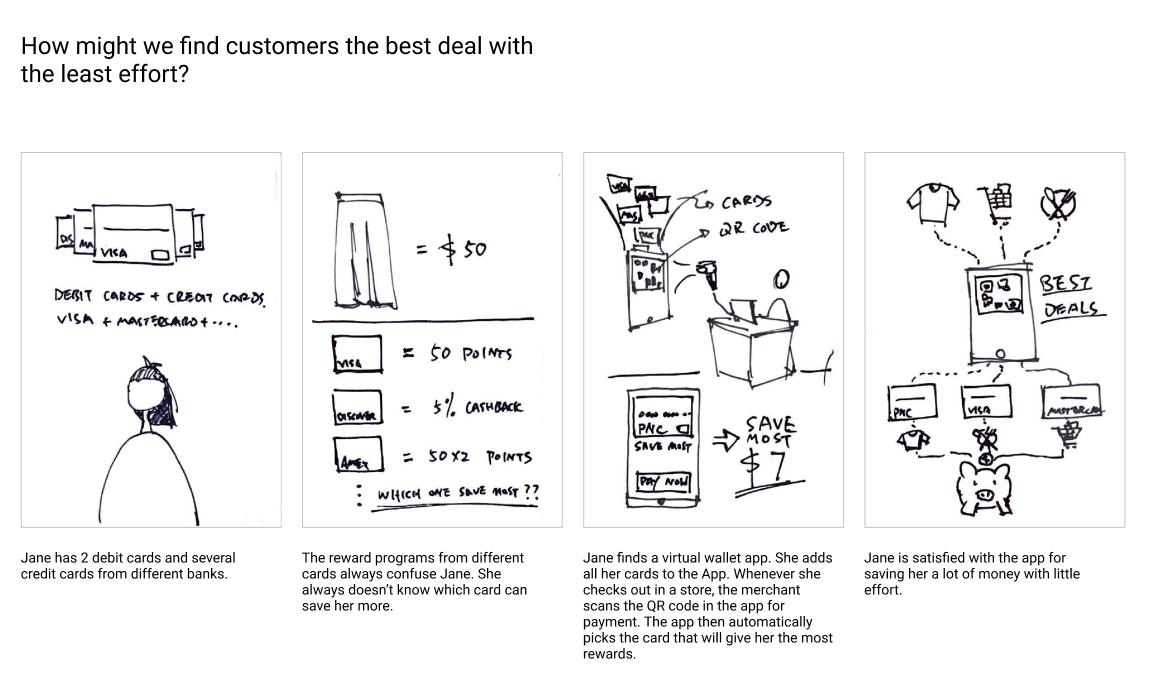 How might we find customers the best deal with
the least effort?
DIS
MA
VISA
DEBIT CARDS + CREDIT CARDS.
VISA + MASTERCARD + ....
= $50
VISA = 50 POINTS
DISCOVER = 5% CASHBACK
AMEX = 50x2 POINTS
WHICH ONE SAVE MOST ??
VISA
MAS
PNC
CARDS
QR CODE
PNC
SAVE MOST
PAY NOW
SAVE
MOST
$7
BEST
DEALS
PNC
VISA
MASTERCARD
Jane has 2 debit cards and several
credit cards from different banks.
The reward programs from different
cards always confuse Jane. She
always doesn't know which card can
save her more.
Jane finds a virtual wallet app. She adds
all her cards to the App. Whenever she
checks out in a store, the merchant
scans the QR code in the app for
payment. The app then automatically
picks the card that will give her the most
rewards.
Jane is satisfied with the app for
saving her a lot of money with little
effort.